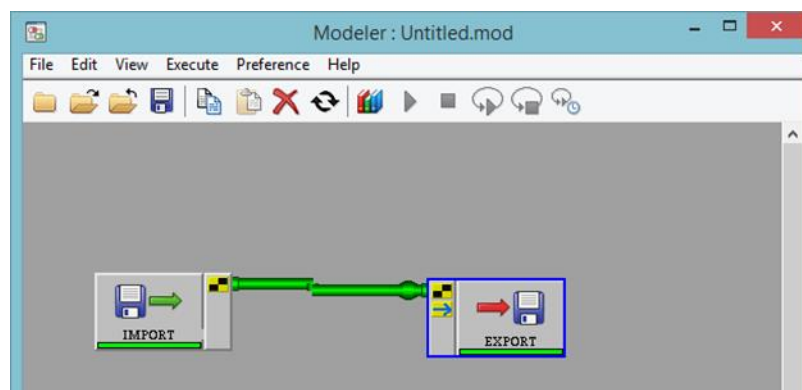 Modeler : Untitled.mod
File Edit View Execute Preference Help
IMPORT
EXPORT